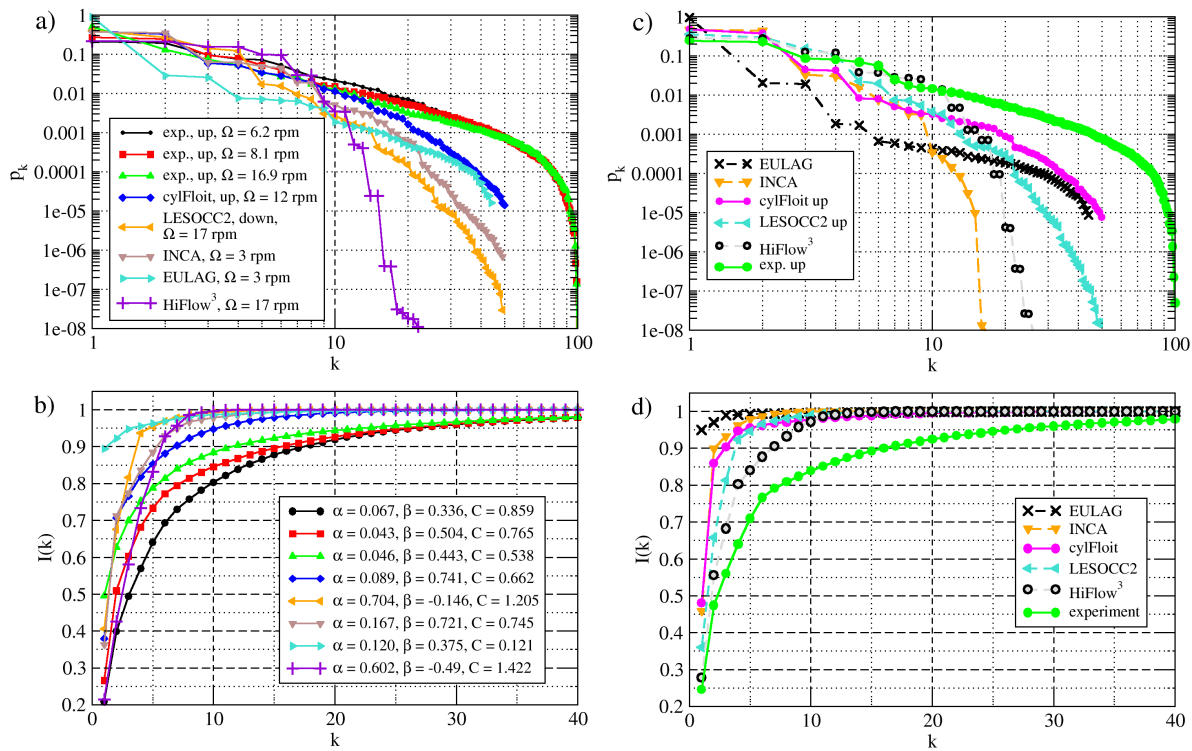 a)
1
0.1
0.01
0.001
0.0001
1e-05
1e-06
1e-07
1e-08
p_k
1
10
100
k
exp., up, Ω = 6.2 rpm
exp., up, Ω = 8.1 rpm
exp., up, Ω = 16.9 rpm
cylFloit, up, Ω = 12 rpm
LESOCC2, down,
Ω = 17 rpm
INCA, Ω = 3 rpm
EULAG, Ω = 3 rpm
HiFlow³, Ω = 17 rpm
c)
1
0.1
0.01
0.001
0.0001
1e-05
1e-06
1e-07
1e-08
p_k
1
10
100
k
EULAG
INCA
cylFloit up
LESOCC2 up
HiFlow³
exp. up
b)
1
0.9
0.8
0.7
0.6
0.5
0.4
0.3
0.2
I(k)
0
10
20
30
40
k
α = 0.067, β = 0.336, C = 0.859
α = 0.043, β = 0.504, C = 0.765
α = 0.046, β = 0.443, C = 0.538
α = 0.089, β = 0.741, C = 0.662
α = 0.704, β = -0.146, C = 1.205
α = 0.167, β = 0.721, C = 0.745
α = 0.120, β = 0.375, C = 0.121
α = 0.602, β = -0.49, C = 1.422
d)
1
0.9
0.8
0.7
0.6
0.5
0.4
0.3
0.2
I(k)
0
10
20
30
40
k
EULAG
INCA
cylFloit
LESOCC2
HiFlow³
experiment